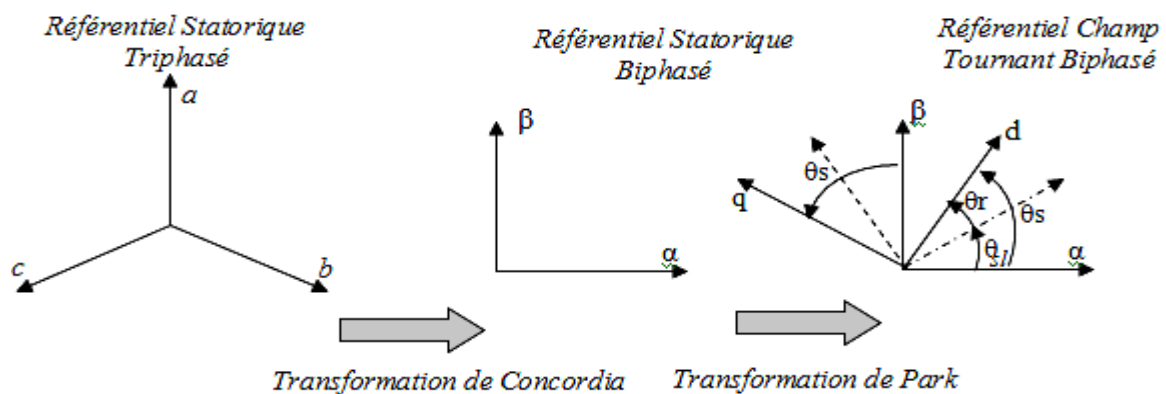 Référentiel Statorique
Triphasé
a
c
b
Référentiel Statorique
Biphasé
β
α
Référentiel Champ
Tournant Biphasé
β
d
θs
q
θr
θs
θsl
α
Transformation de Concordia
Transformation de Park